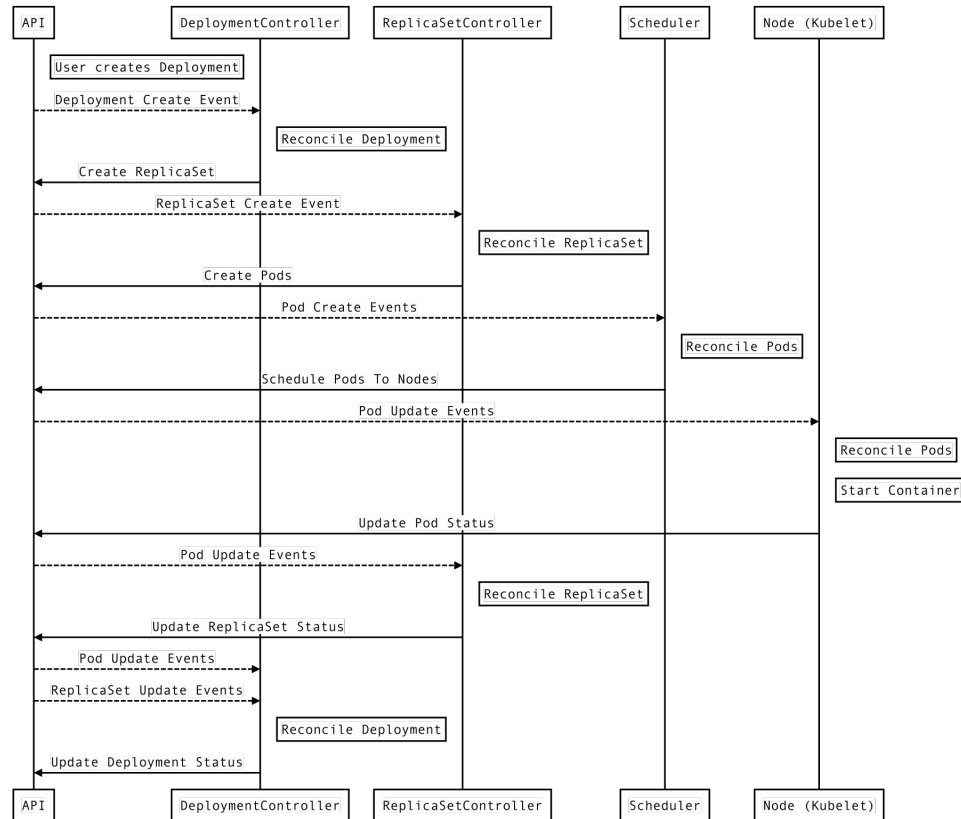 API
DeploymentController
ReplicaSetController
Scheduler
Node (Kubelet)
User creates Deployment
Deployment Create Event
Reconcile Deployment
Create ReplicaSet
ReplicaSet Create Event
Reconcile ReplicaSet
Create Pods
Pod Create Events
Reconcile Pods
Schedule Pods To Nodes
Pod Update Events
Reconcile Pods
Start Container
Update Pod Status
Pod Update Events
Reconcile ReplicaSet
Update ReplicaSet Status
Pod Update Events
ReplicaSet Update Events
Reconcile Deployment
Update Deployment Status
API
DeploymentController
ReplicaSetController
Scheduler
Node (Kubelet)